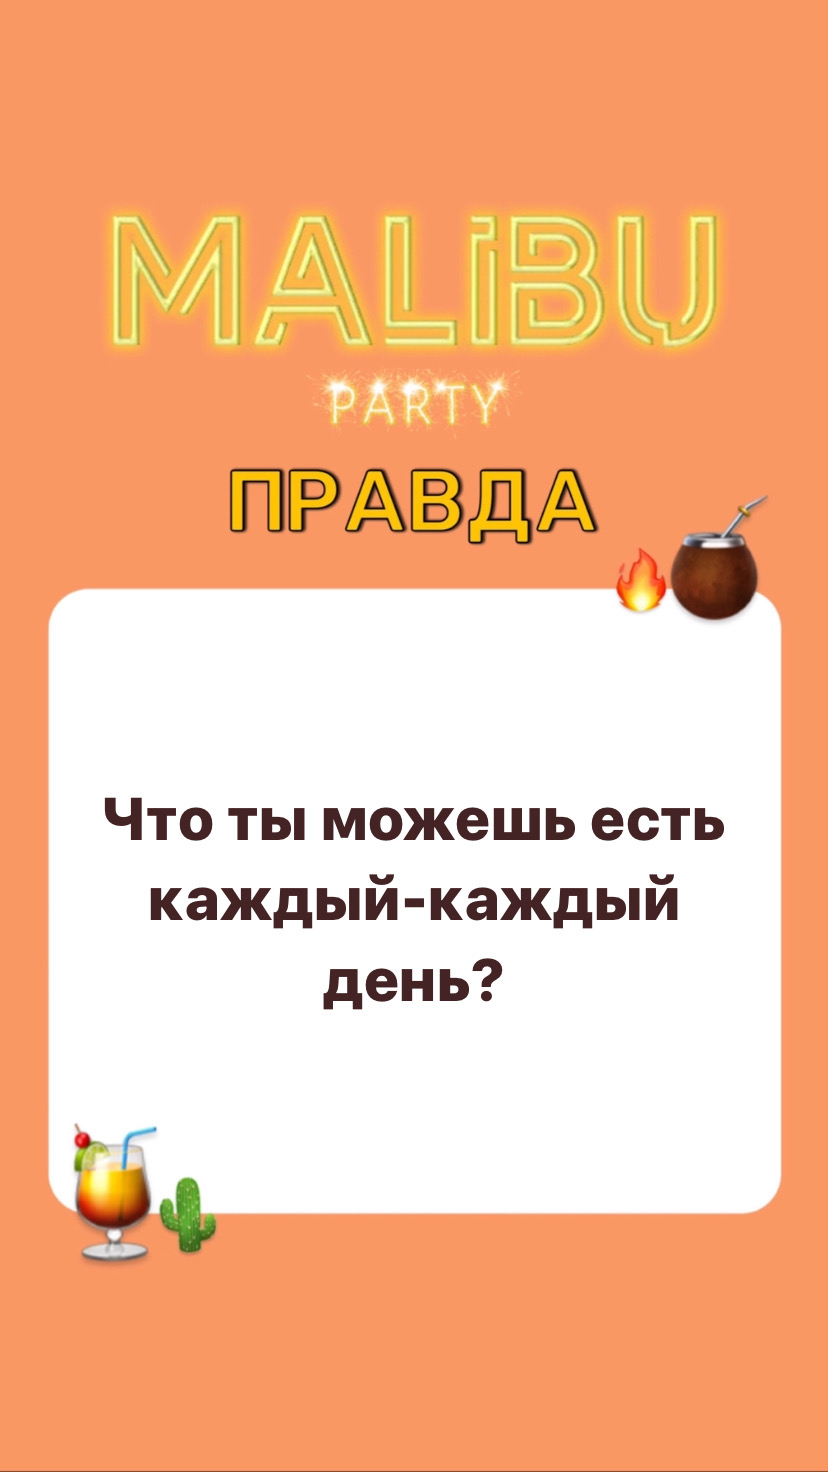 MALiBU
PARTY
ПРАВДА
Что ты можешь есть
каждый-каждый
день?